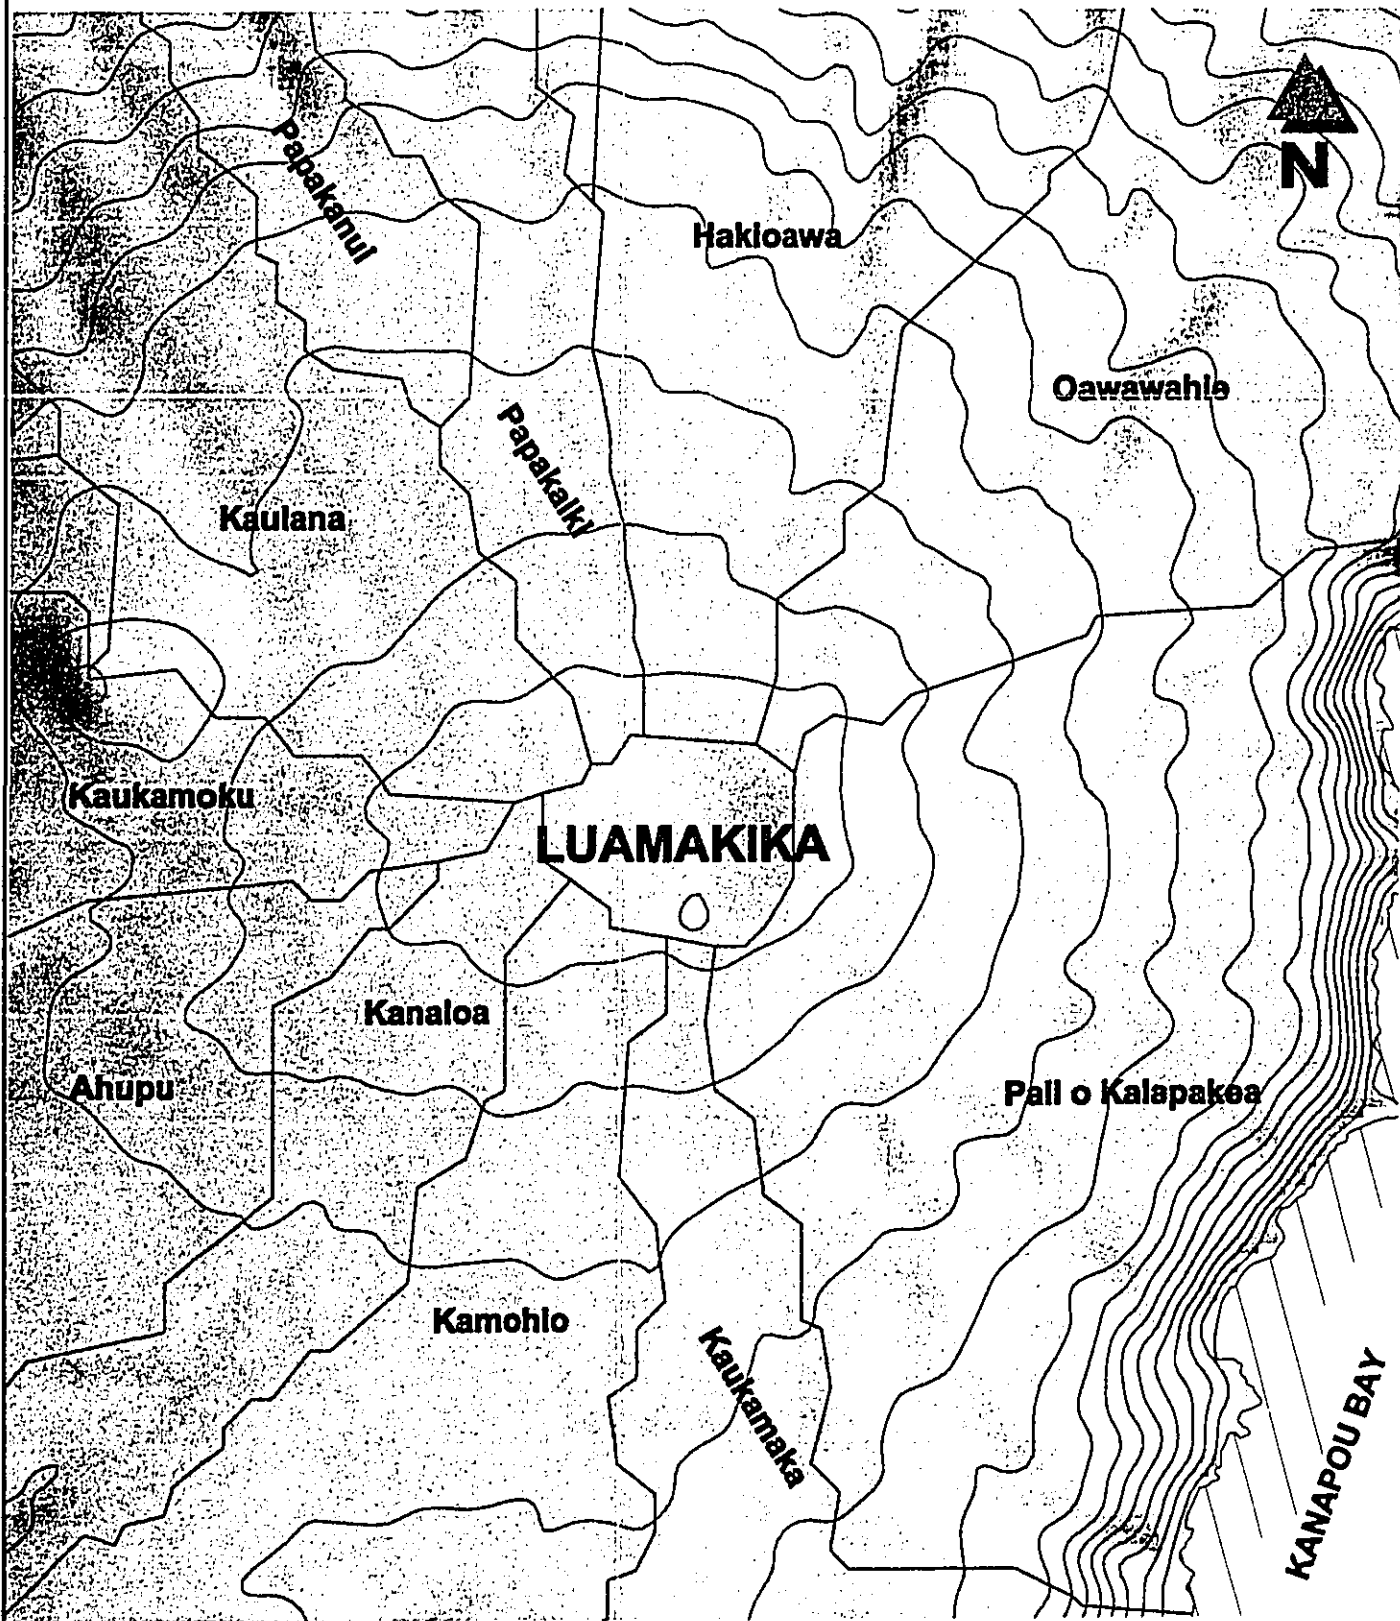 N
Papakanui
Hakioawa
Oawawahie
Papakaiki
Kaulana
Kaukamoku
LUAMAKIKA
Kanaloa
Ahupu
Pali o Kalapakea
Kamohio
Kaukamaka
KANAPOU BAY